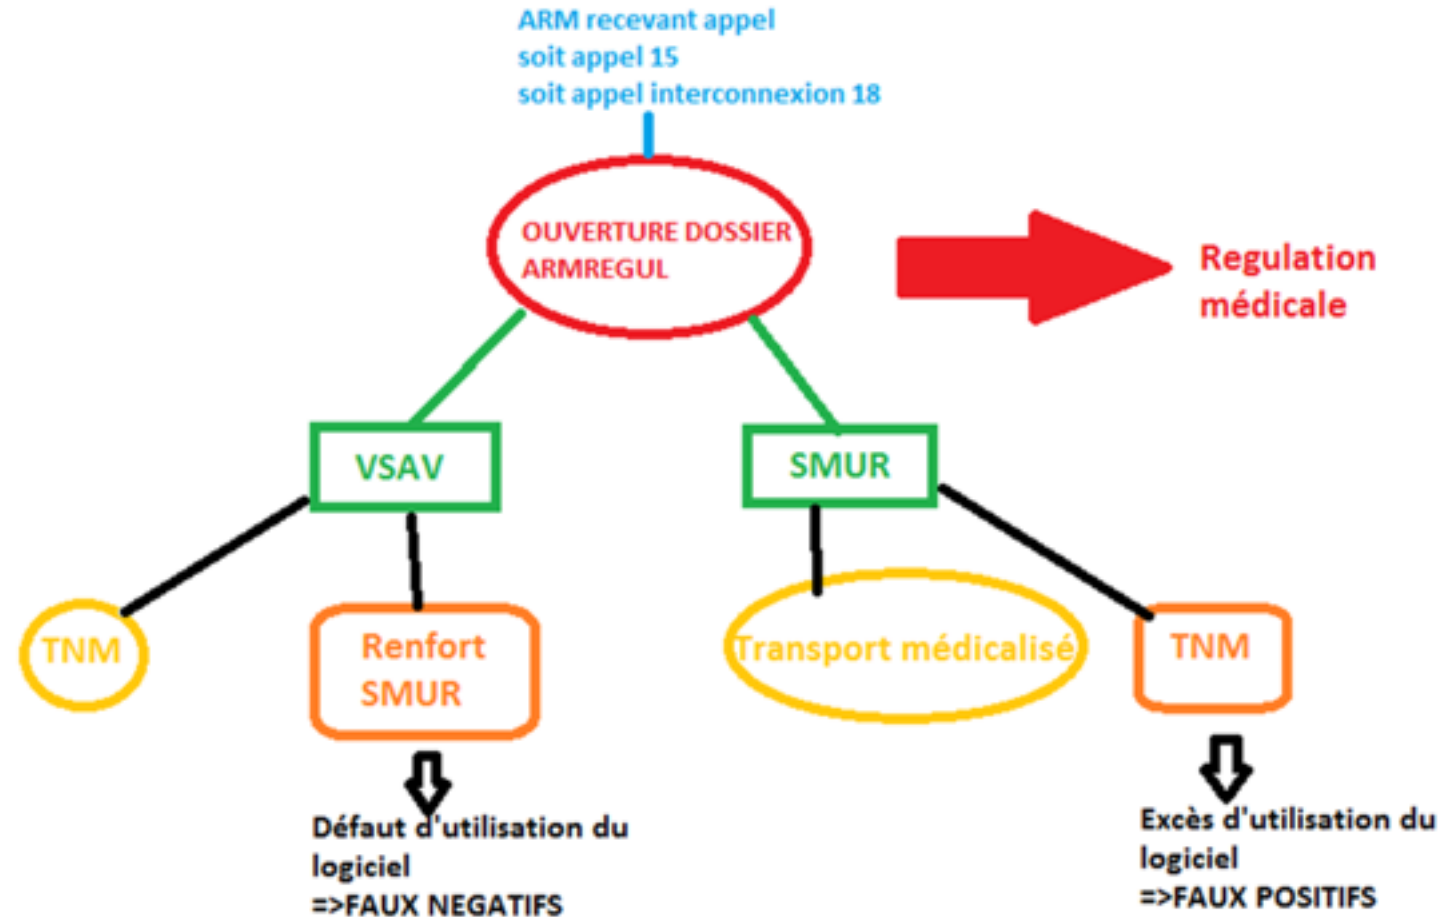 ARM recevant appel
soit appel 15
soit appel interconnexion 18
OUVERTURE DOSSIER
ARMREGUL
Regulation
médicale
VSAV
SMUR
TNM
Renfort
SMUR
Transport médicalisé
TNM
Défaut d'utilisation du
logiciel
=>FAUX NEGATIFS
Excès d'utilisation du
logiciel
=>FAUX POSITIFS